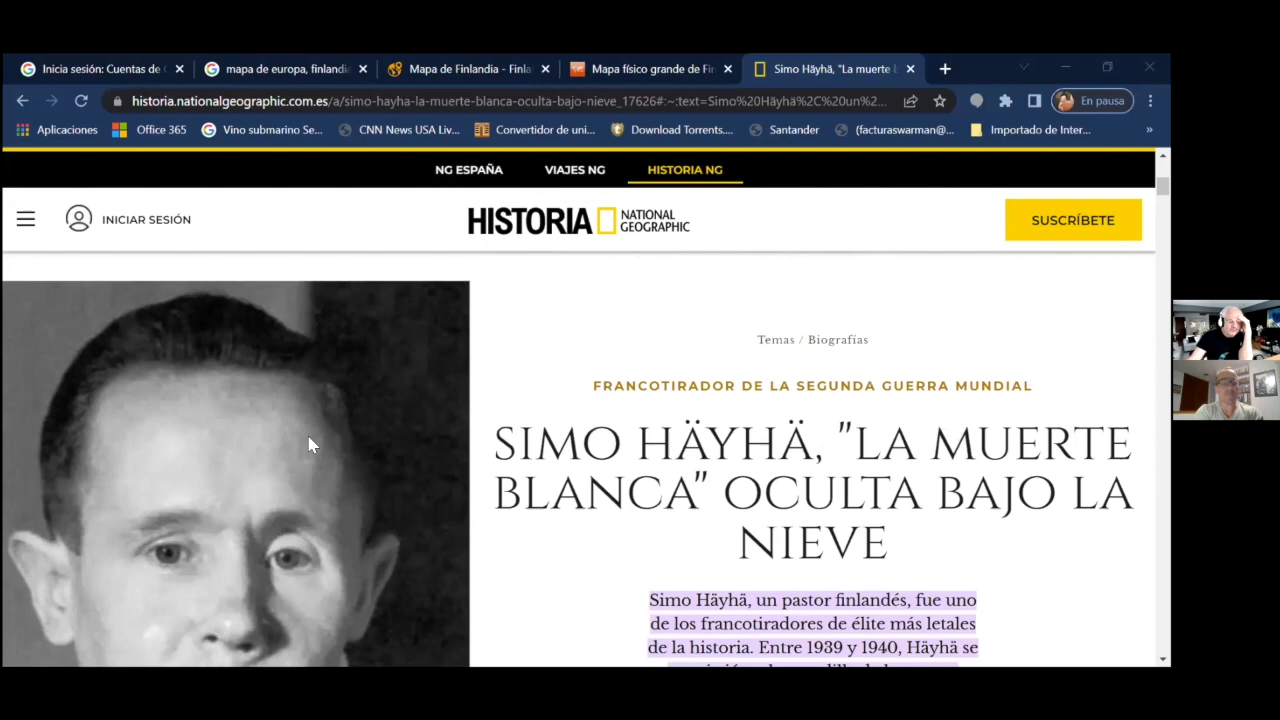 Inicia sesión: Cuentas de
mapa de europa, finlandi
Mapa de Finlandia - Finla
Mapa físico grande de Fin
Simo Häyhä, "La muerte b
historia.nationalgeographic.com.es/a/simo-hayha-la-muerte-blanca-oculta-bajo-nieve_17626#:~:text=Simo%20Häyhä%2C%20un%2...
En pausa
Aplicaciones
Office 365
Vino submarino Se...
CNN News USA Liv...
Convertidor de uni...
Download Torrents....
Santander
(facturaswarman@...
Importado de Inter...
»
NG ESPAÑA
VIAJES NG
HISTORIA NG
INICIAR SESIÓN
HISTORIA
NATIONAL
GEOGRAPHIC
SUSCRÍBETE
Temas / Biografías
FRANCOTIRADOR DE LA SEGUNDA GUERRA MUNDIAL
SIMO HÄYHÄ, "LA MUERTE
BLANCA" OCULTA BAJO LA
NIEVE
Simo Häyhä, un pastor finlandés, fue uno
de los francotiradores de élite más letales
de la historia. Entre 1939 y 1940, Häyhä se